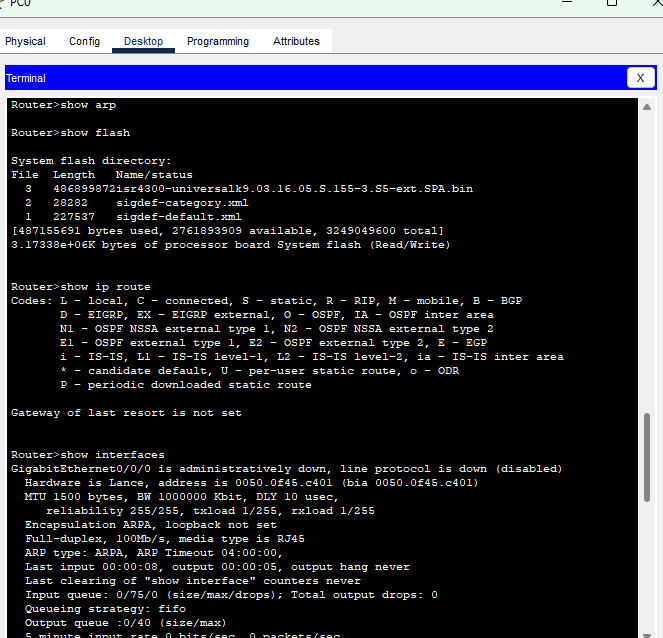 PC0
Physical Config Desktop Programming Attributes
Terminal X
Router>show arp
Router>show flash
System flash directory:
File Length Name/status
3 486899872isr4300-universalk9.03.16.05.S.155-3.S5-ext.SPA.bin
2 28282 sigdef-category.xml
1 227537 sigdef-default.xml
[487155691 bytes used, 2761893909 available, 3249049600 total]
3.17338e+06K bytes of processor board System flash (Read/Write)
Router>show ip route
Codes: L - local, C - connected, S - static, R - RIP, M - mobile, B - BGP
D - EIGRP, EX - EIGRP external, O - OSPF, IA - OSPF inter area
N1 - OSPF NSSA external type 1, N2 - OSPF NSSA external type 2
E1 - OSPF external type 1, E2 - OSPF external type 2, E - EGP
i - IS-IS, L1 - IS-IS level-1, L2 - IS-IS level-2, ia - IS-IS inter area
* - candidate default, U - per-user static route, o - ODR
P - periodic downloaded static route
Gateway of last resort is not set
Router>show interfaces
GigabitEthernet0/0/0 is administratively down, line protocol is down (disabled)
Hardware is Lance, address is 0050.0f45.c401 (bia 0050.0f45.c401)
MTU 1500 bytes, BW 1000000 Kbit, DLY 10 usec,
reliability 255/255, txload 1/255, rxload 1/255
Encapsulation ARPA, loopback not set
Full-duplex, 100Mb/s, media type is RJ45
ARP type: ARPA, ARP Timeout 04:00:00,
Last input 00:00:08, output 00:00:05, output hang never
Last clearing of "show interface" counters never
Input queue: 0/75/0 (size/max/drops); Total output drops: 0
Queueing strategy: fifo
Output queue :0/40 (size/max)
5 minute input rate 0 bits/sec, 0 packets/sec